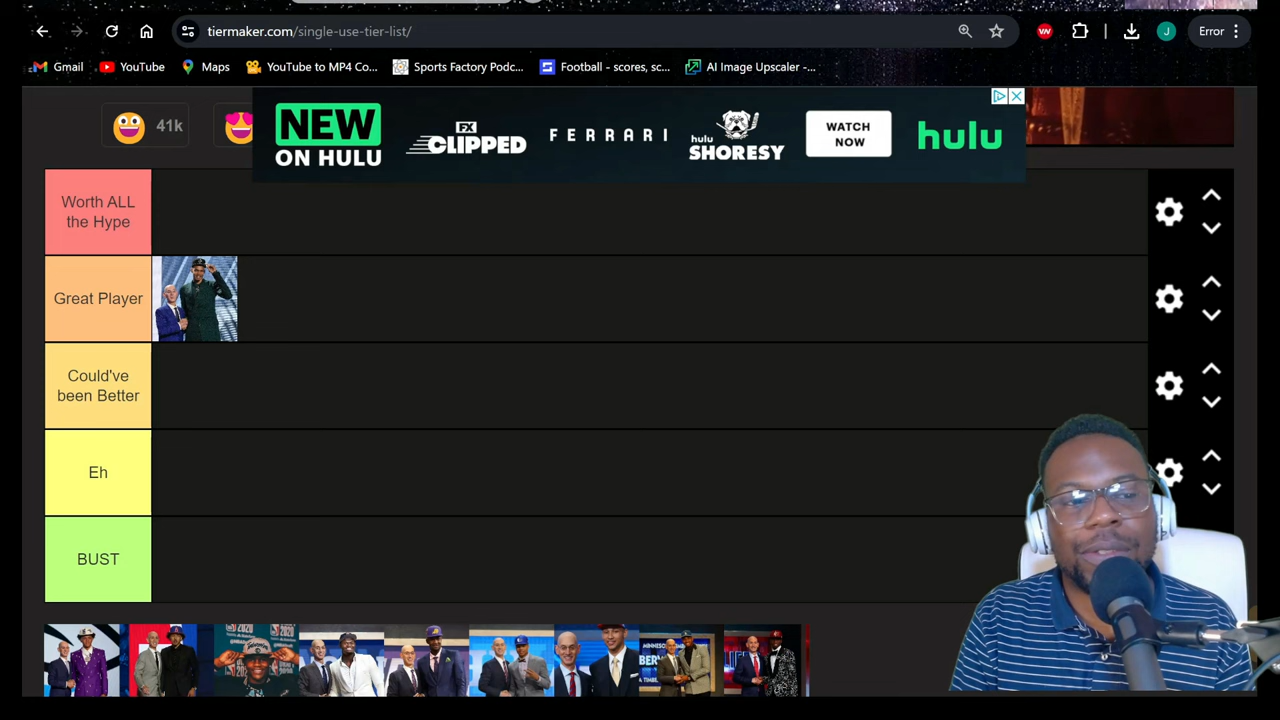 tiermaker.com/single-use-tier-list/
Error
Gmail
YouTube
Maps
YouTube to MP4 Co...
Sports Factory Podc...
Football - scores, sc...
AI Image Upscaler -...
41k
NEW
ON HULU
FX
CLIPPED
FERRARI
hulu
SHORESY
WATCH
NOW
hulu
Worth ALL
the Hype
Great Player
Could've
been Better
Eh
BUST
2020
2020